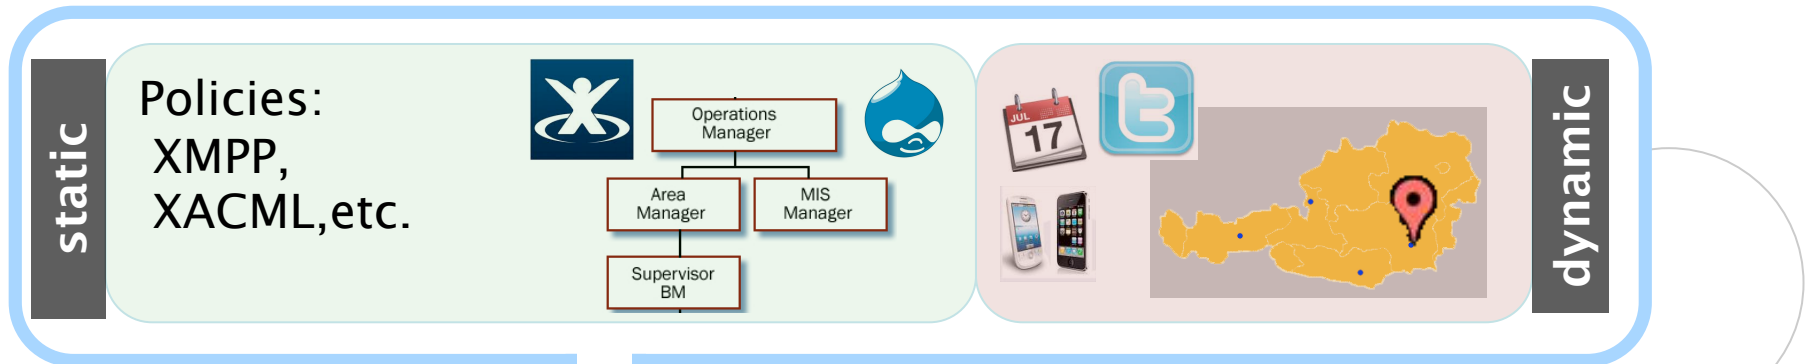 static
Policies:
XMPP,
XACML,etc.
Operations
Manager
Area
Manager
MIS
Manager
Supervisor
BM
JUL
17
t
dynamic